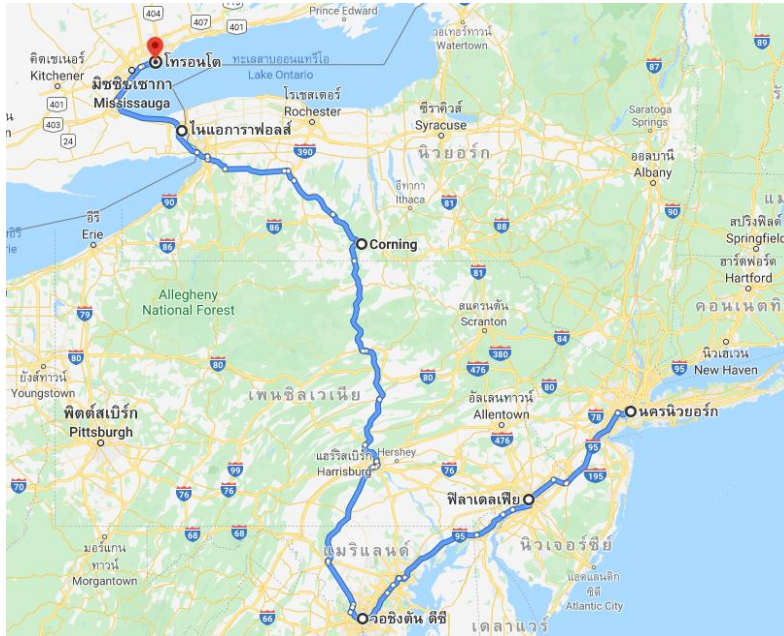 Prince Edward
404
407
401
404
คิตเชเนอร์
Kitchener
โทรอนโต
ทะเลสาบออนแทรีโอ
Lake Ontario
วอเทอร์ทาวน์
Watertown
89
87
มิซซิซเซากา
Mississauga
401
403
403
24
โรเชสเตอร์
Rochester
ซีราคิวส์
Syracuse
Saratoga
Springs
ไนแอการาฟอลส์
390
นิวยอร์ก
ออลบานี
Albany
90
อีทากา
Ithaca
81
90
88
86
อีรี
Erie
86
Corning
สปริงฟิลด์
Springfield
ฮาร์ตฟอร์ด
Hartford
81
Allegheny
National Forest
79
สแครนตัน
Scranton
84
คอนเนตทิ
80
80
380
476
80
80
95
นิวเฮเวน
New Haven
ยังส์ทาวน์
Youngstown
เพนซิลเวเนีย
อัลเลนทาวน์
Allentown
476
78
นครนิวยอร์ก
พิตต์สเบิร์ก
Pittsburgh
95
195
แฮร์ริสเบิร์ก
Harrisburg
Hershey
76
99
70
76
76
ฟิลาเดลเฟีย
68
68
95
นิวเจอร์ซีย์
มอร์แกน
ทาวน์
Morgantown
แมริแลนด์
แอตแลนติก
ซิตี
Atlantic City
66
วอชิงตัน ดีซี
เดลาแวร์